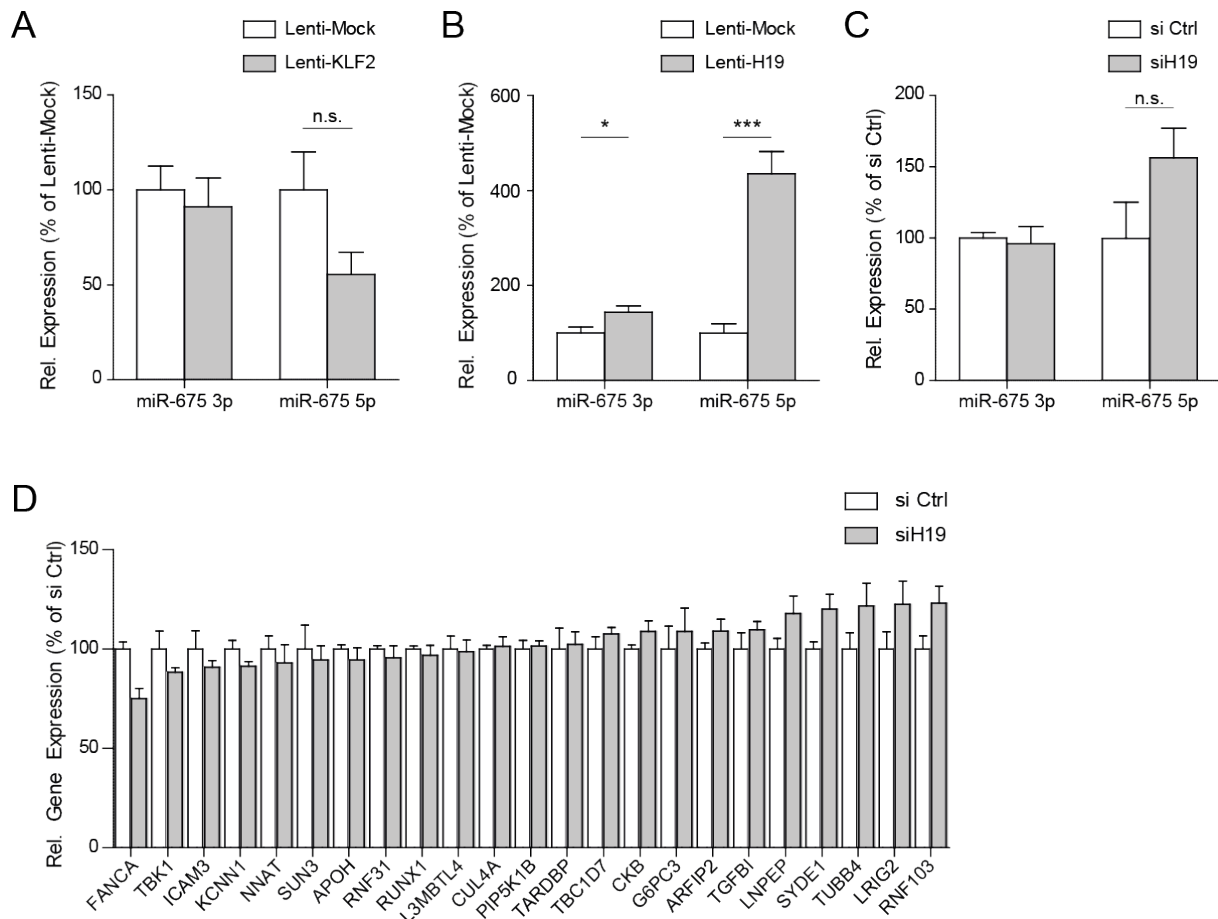 A
Lenti-Mock
Lenti-KLF2
Rel. Expression (% of Lenti-Mock)
150
100
50
0
n.s.
miR-675 3p
miR-675 5p
B
Lenti-Mock
Lenti-H19
Rel. Expression (% of Lenti-Mock)
600
400
200
0
*
***
miR-675 3p
miR-675 5p
C
si Ctrl
siH19
Rel. Expression (% of si Ctrl)
200
150
100
50
0
n.s.
miR-675 3p
miR-675 5p
D
si Ctrl
siH19
Rel. Gene Expression (% of si Ctrl)
150
100
50
0
FANCA
TBK1
ICAM3
KCNN1
NNAT
SUN3
APOH
RNF31
RUNX1
L3MBTL4
CUL4A
PIP5K1B
TARDBP
TBC1D7
CKB
G6PC3
ARFIP2
TGFBI
LNPEP
SYDE1
TUBB4
LRIG2
RNF103